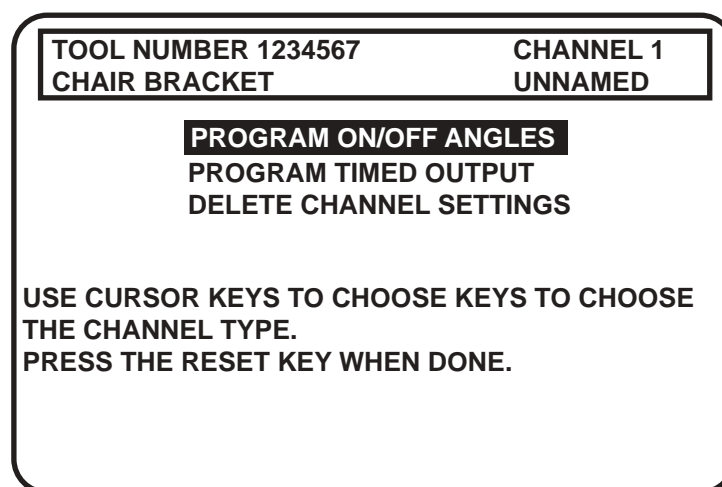 TOOL NUMBER 1234567 CHANNEL 1
CHAIR BRACKET UNNAMED
PROGRAM ON/OFF ANGLES
PROGRAM TIMED OUTPUT
DELETE CHANNEL SETTINGS
USE CURSOR KEYS TO CHOOSE KEYS TO CHOOSE
THE CHANNEL TYPE.
PRESS THE RESET KEY WHEN DONE.